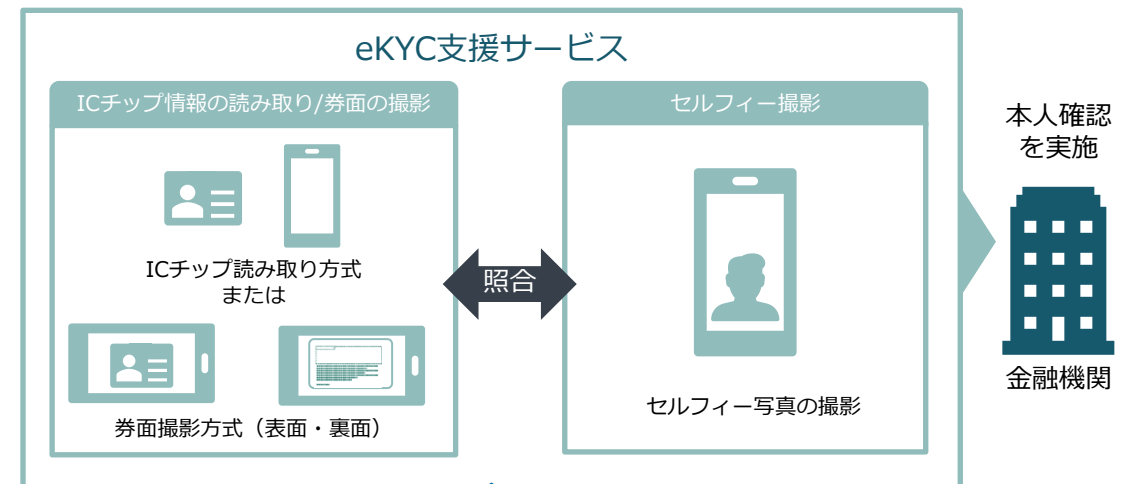 eKYC支援サービス
ICチップ情報の読み取り/券面の撮影
ICチップ読み取り方式
または
券面撮影方式（表面・裏面）
照合
セルフィー撮影
セルフィー写真の撮影
本人確認
を実施
金融機関